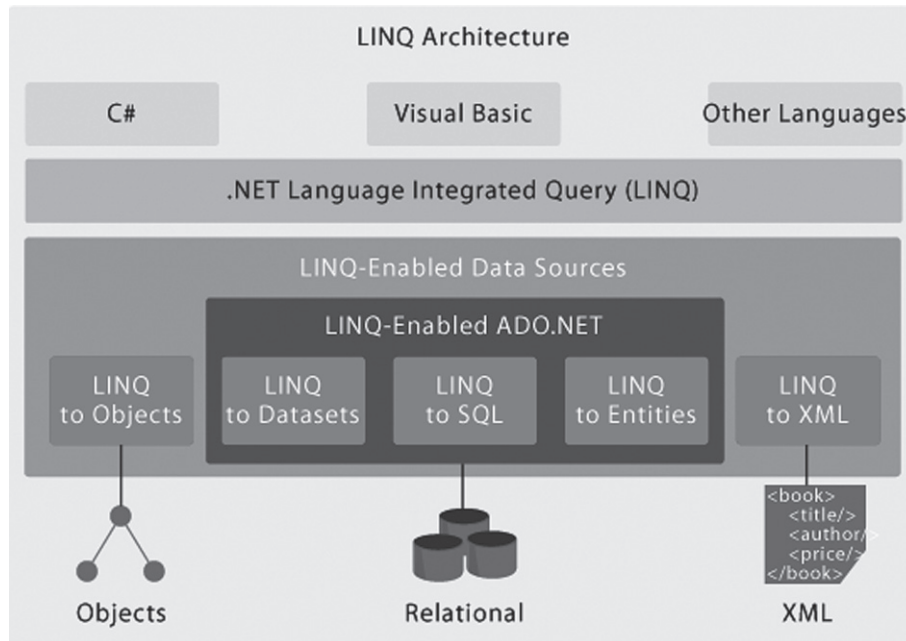 LINQ Architecture
C#
Visual Basic
Other Languages
.NET Language Integrated Query (LINQ)
LINQ-Enabled Data Sources
LINQ-Enabled ADO.NET
LINQ
to Objects
LINQ
to Datasets
LINQ
to SQL
LINQ
to Entities
LINQ
to XML
<book>
<title/>
<author/>
<price/>
</book>
Objects
Relational
XML